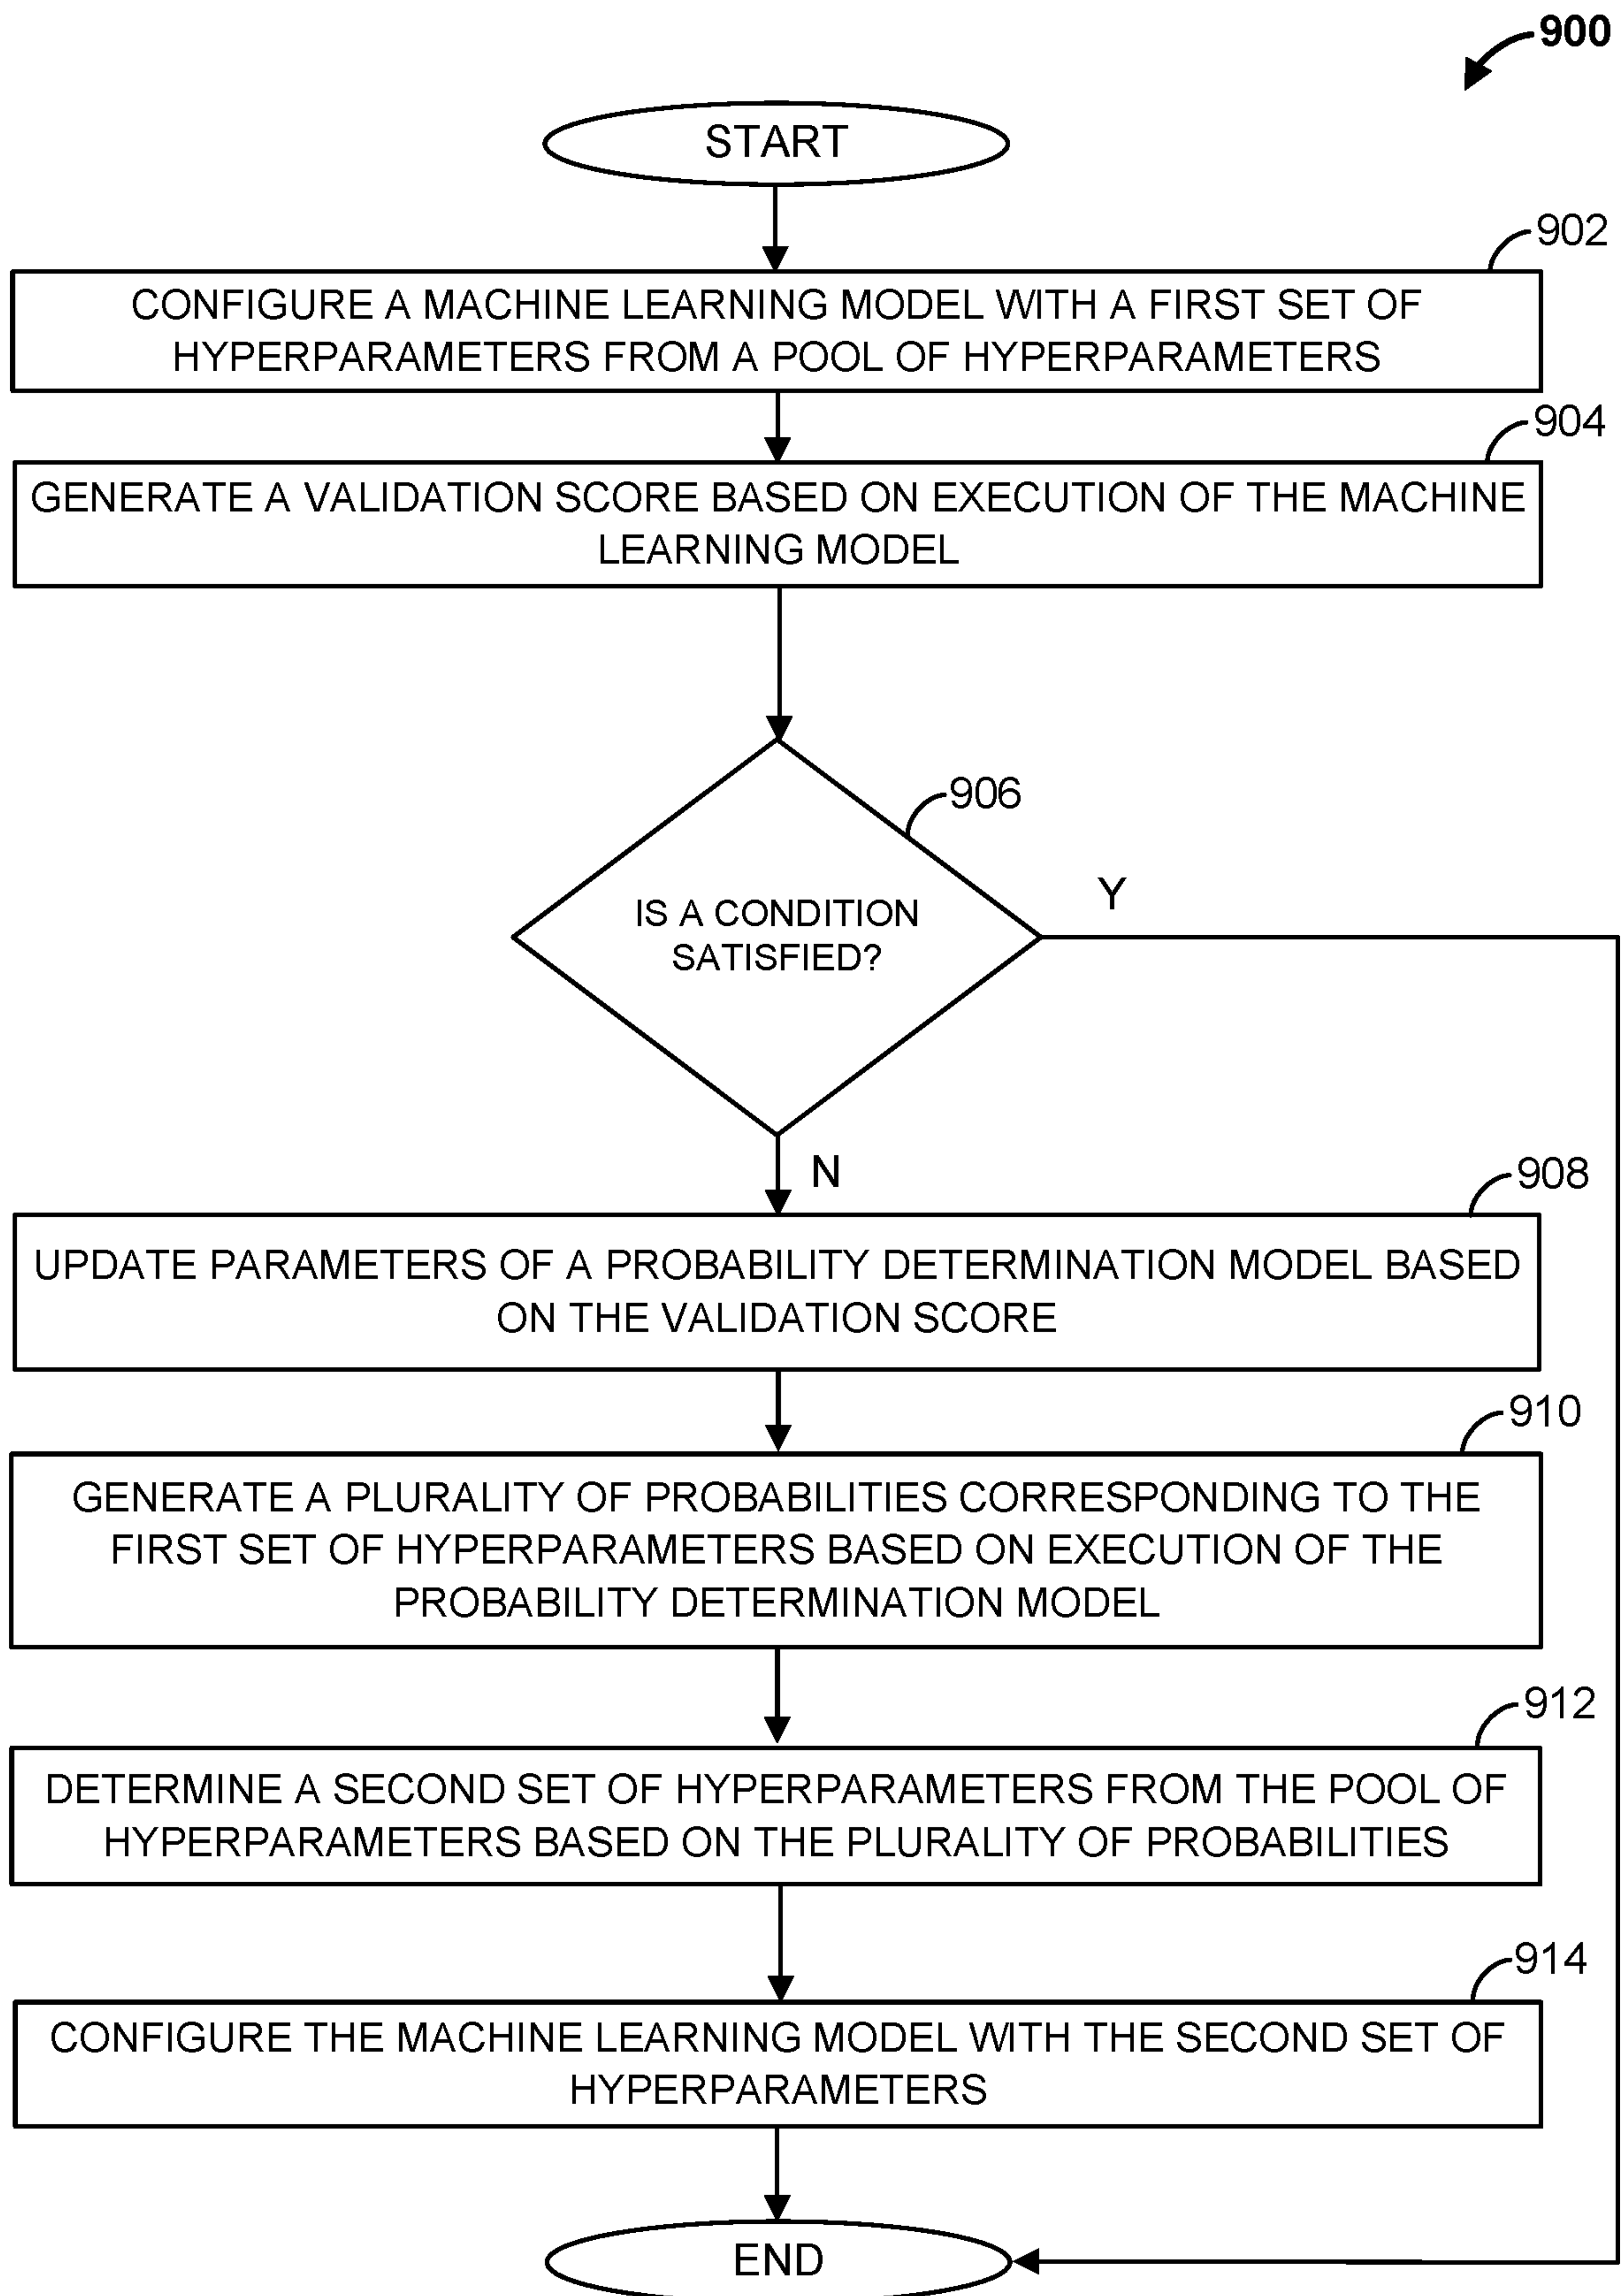 900
START
902
CONFIGURE A MACHINE LEARNING MODEL WITH A FIRST SET OF
HYPERPARAMETERS FROM A POOL OF HYPERPARAMETERS
904
GENERATE A VALIDATION SCORE BASED ON EXECUTION OF THE MACHINE
LEARNING MODEL
906
IS A CONDITION
SATISFIED?
Y
N
908
UPDATE PARAMETERS OF A PROBABILITY DETERMINATION MODEL BASED
ON THE VALIDATION SCORE
910
GENERATE A PLURALITY OF PROBABILITIES CORRESPONDING TO THE
FIRST SET OF HYPERPARAMETERS BASED ON EXECUTION OF THE
PROBABILITY DETERMINATION MODEL
912
DETERMINE A SECOND SET OF HYPERPARAMETERS FROM THE POOL OF
HYPERPARAMETERS BASED ON THE PLURALITY OF PROBABILITIES
914
CONFIGURE THE MACHINE LEARNING MODEL WITH THE SECOND SET OF
HYPERPARAMETERS
END